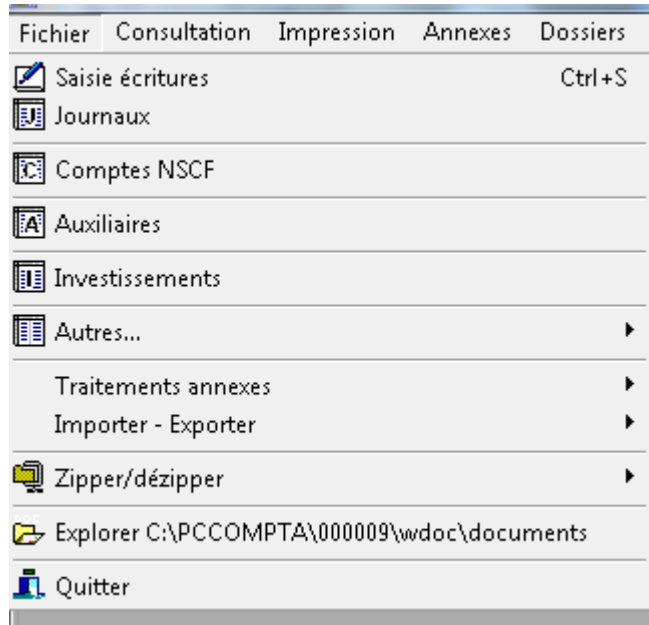 Fichier Consultation Impression Annexes Dossiers
Saisie écritures Ctrl+S
J Journaux
C Comptes NSCF
A Auxiliaires
I Investissements
Autres...
Traitements annexes
Importer - Exporter
Zipper/dézipper
Explorer C:\PCCOMPTA\000009\wdoc\documents
Quitter